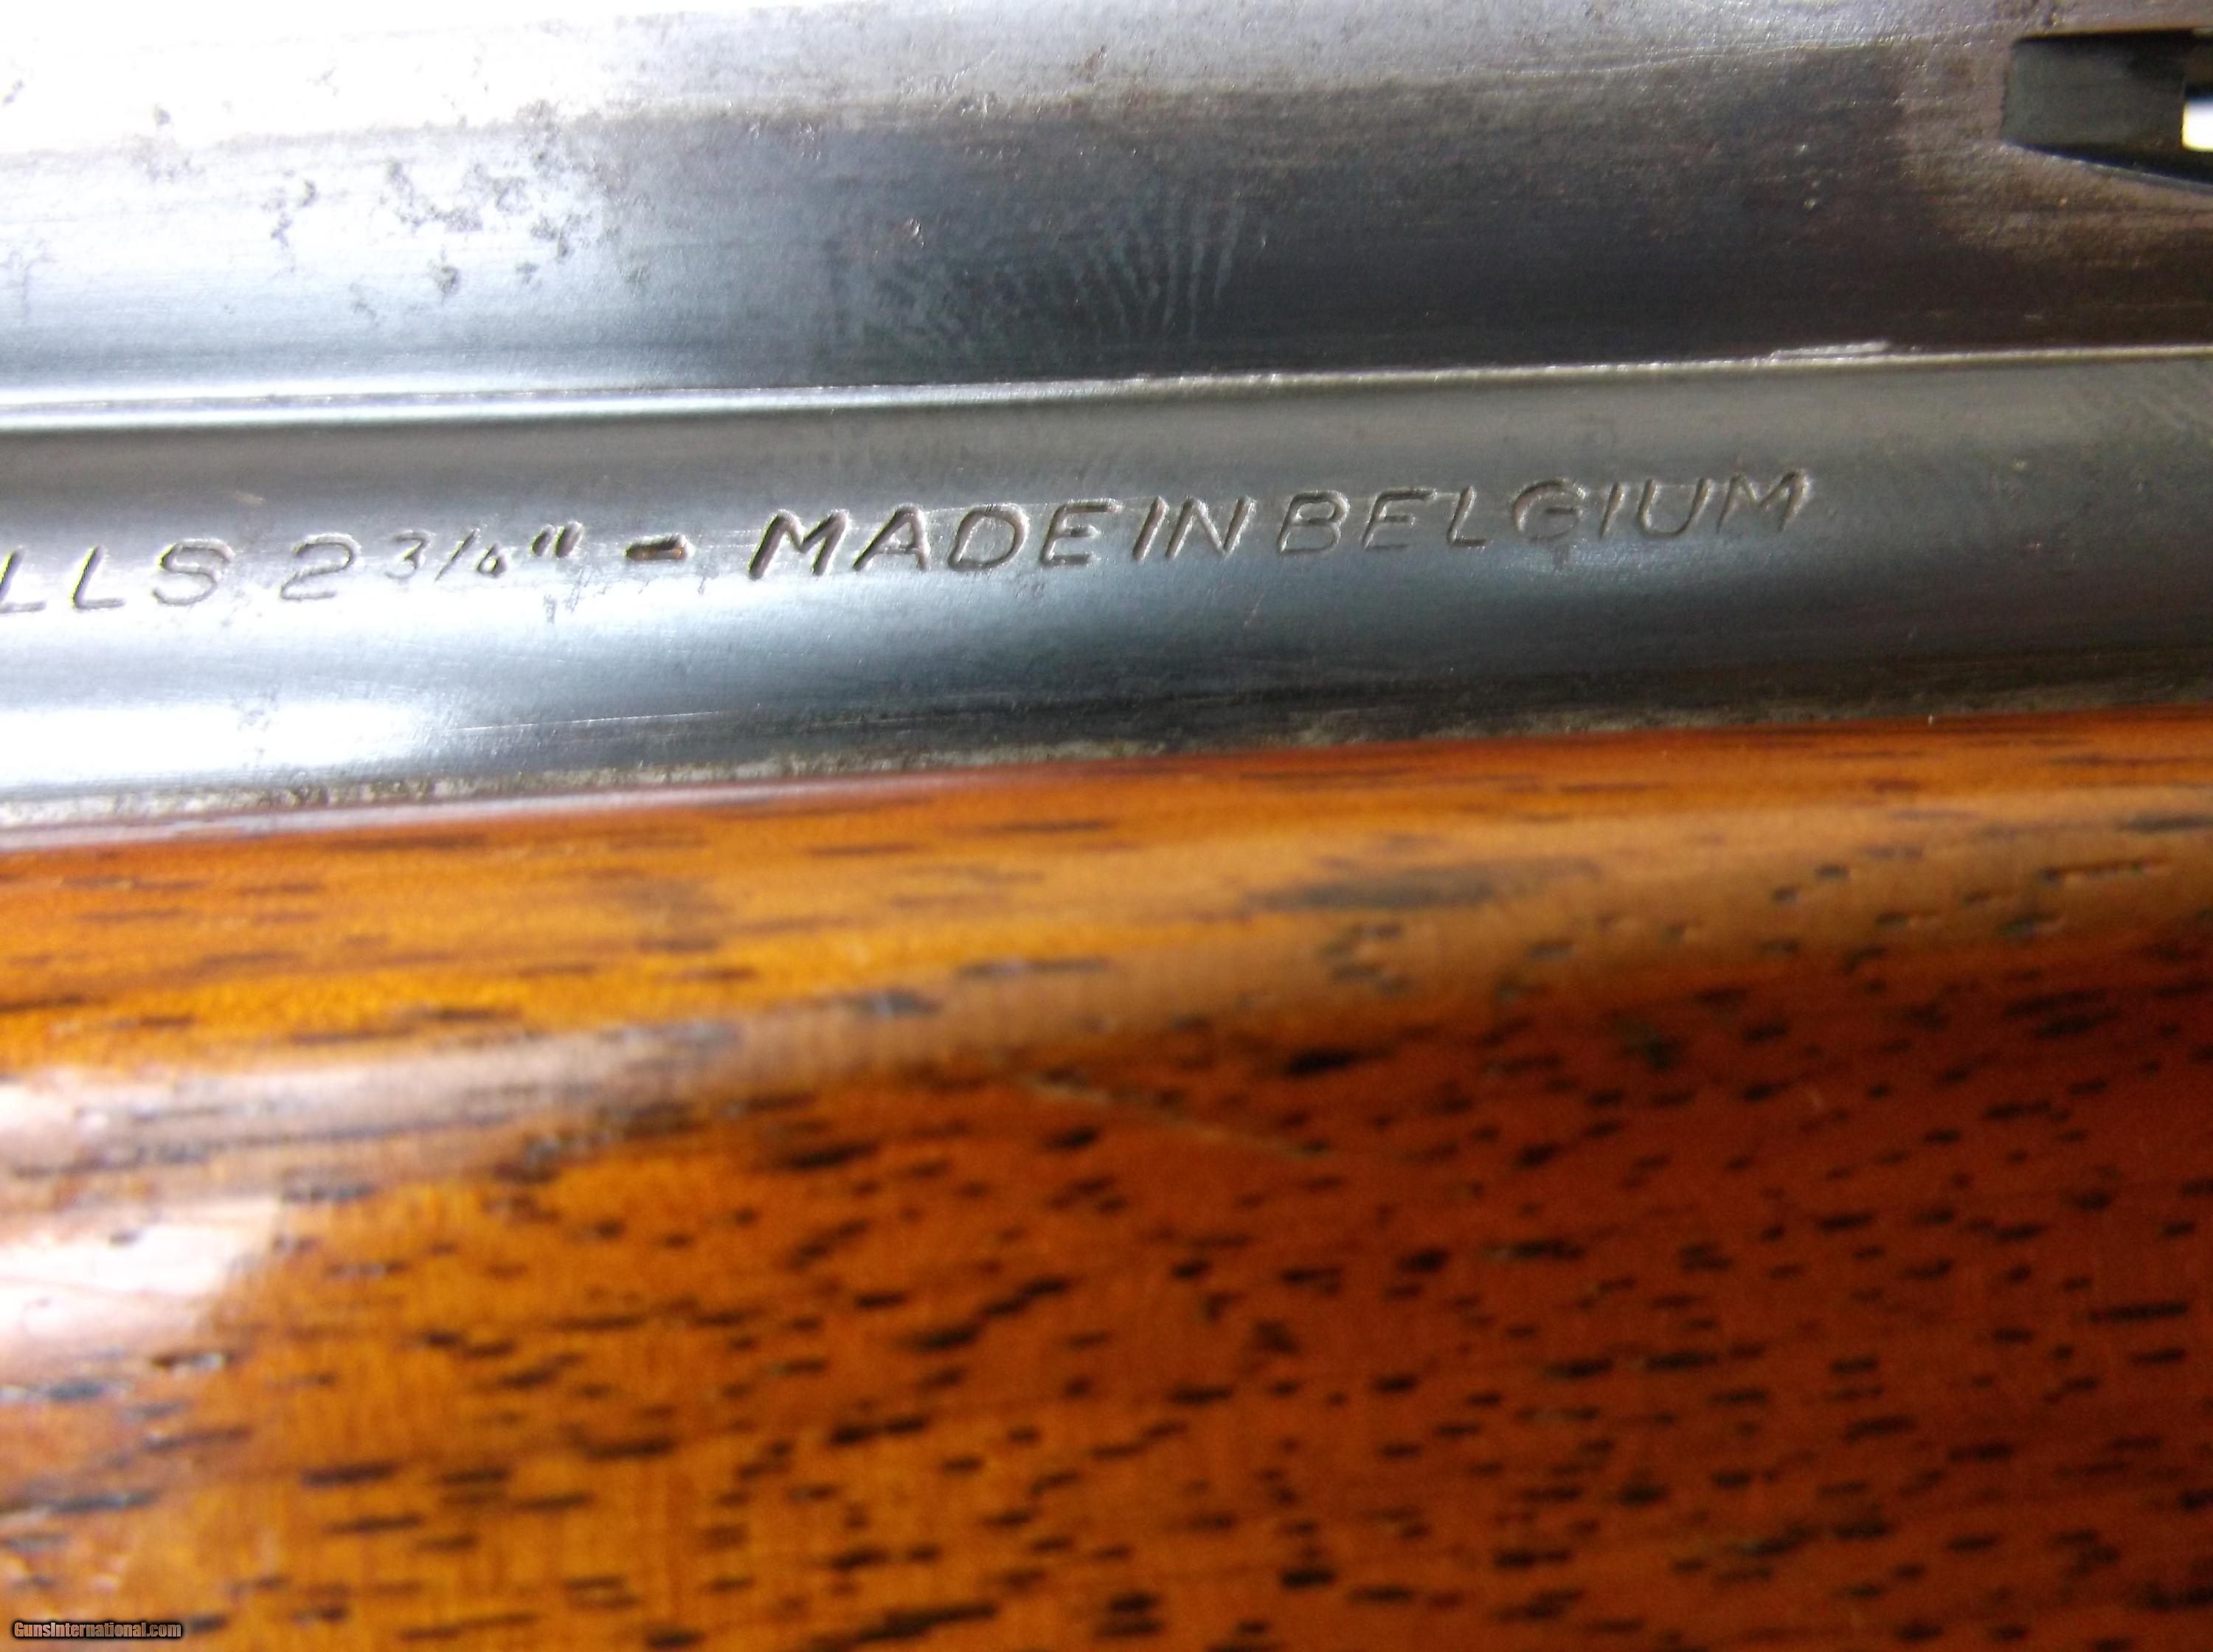 LLS 2 3/4" - MADE IN BELGIUM
GunsInternational.com